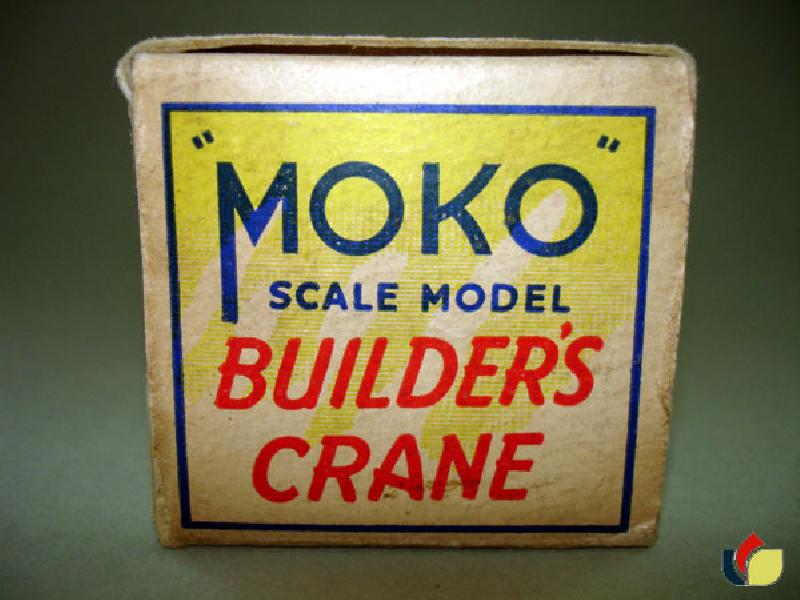 "MOKO"
SCALE MODEL
BUILDER'S
CRANE